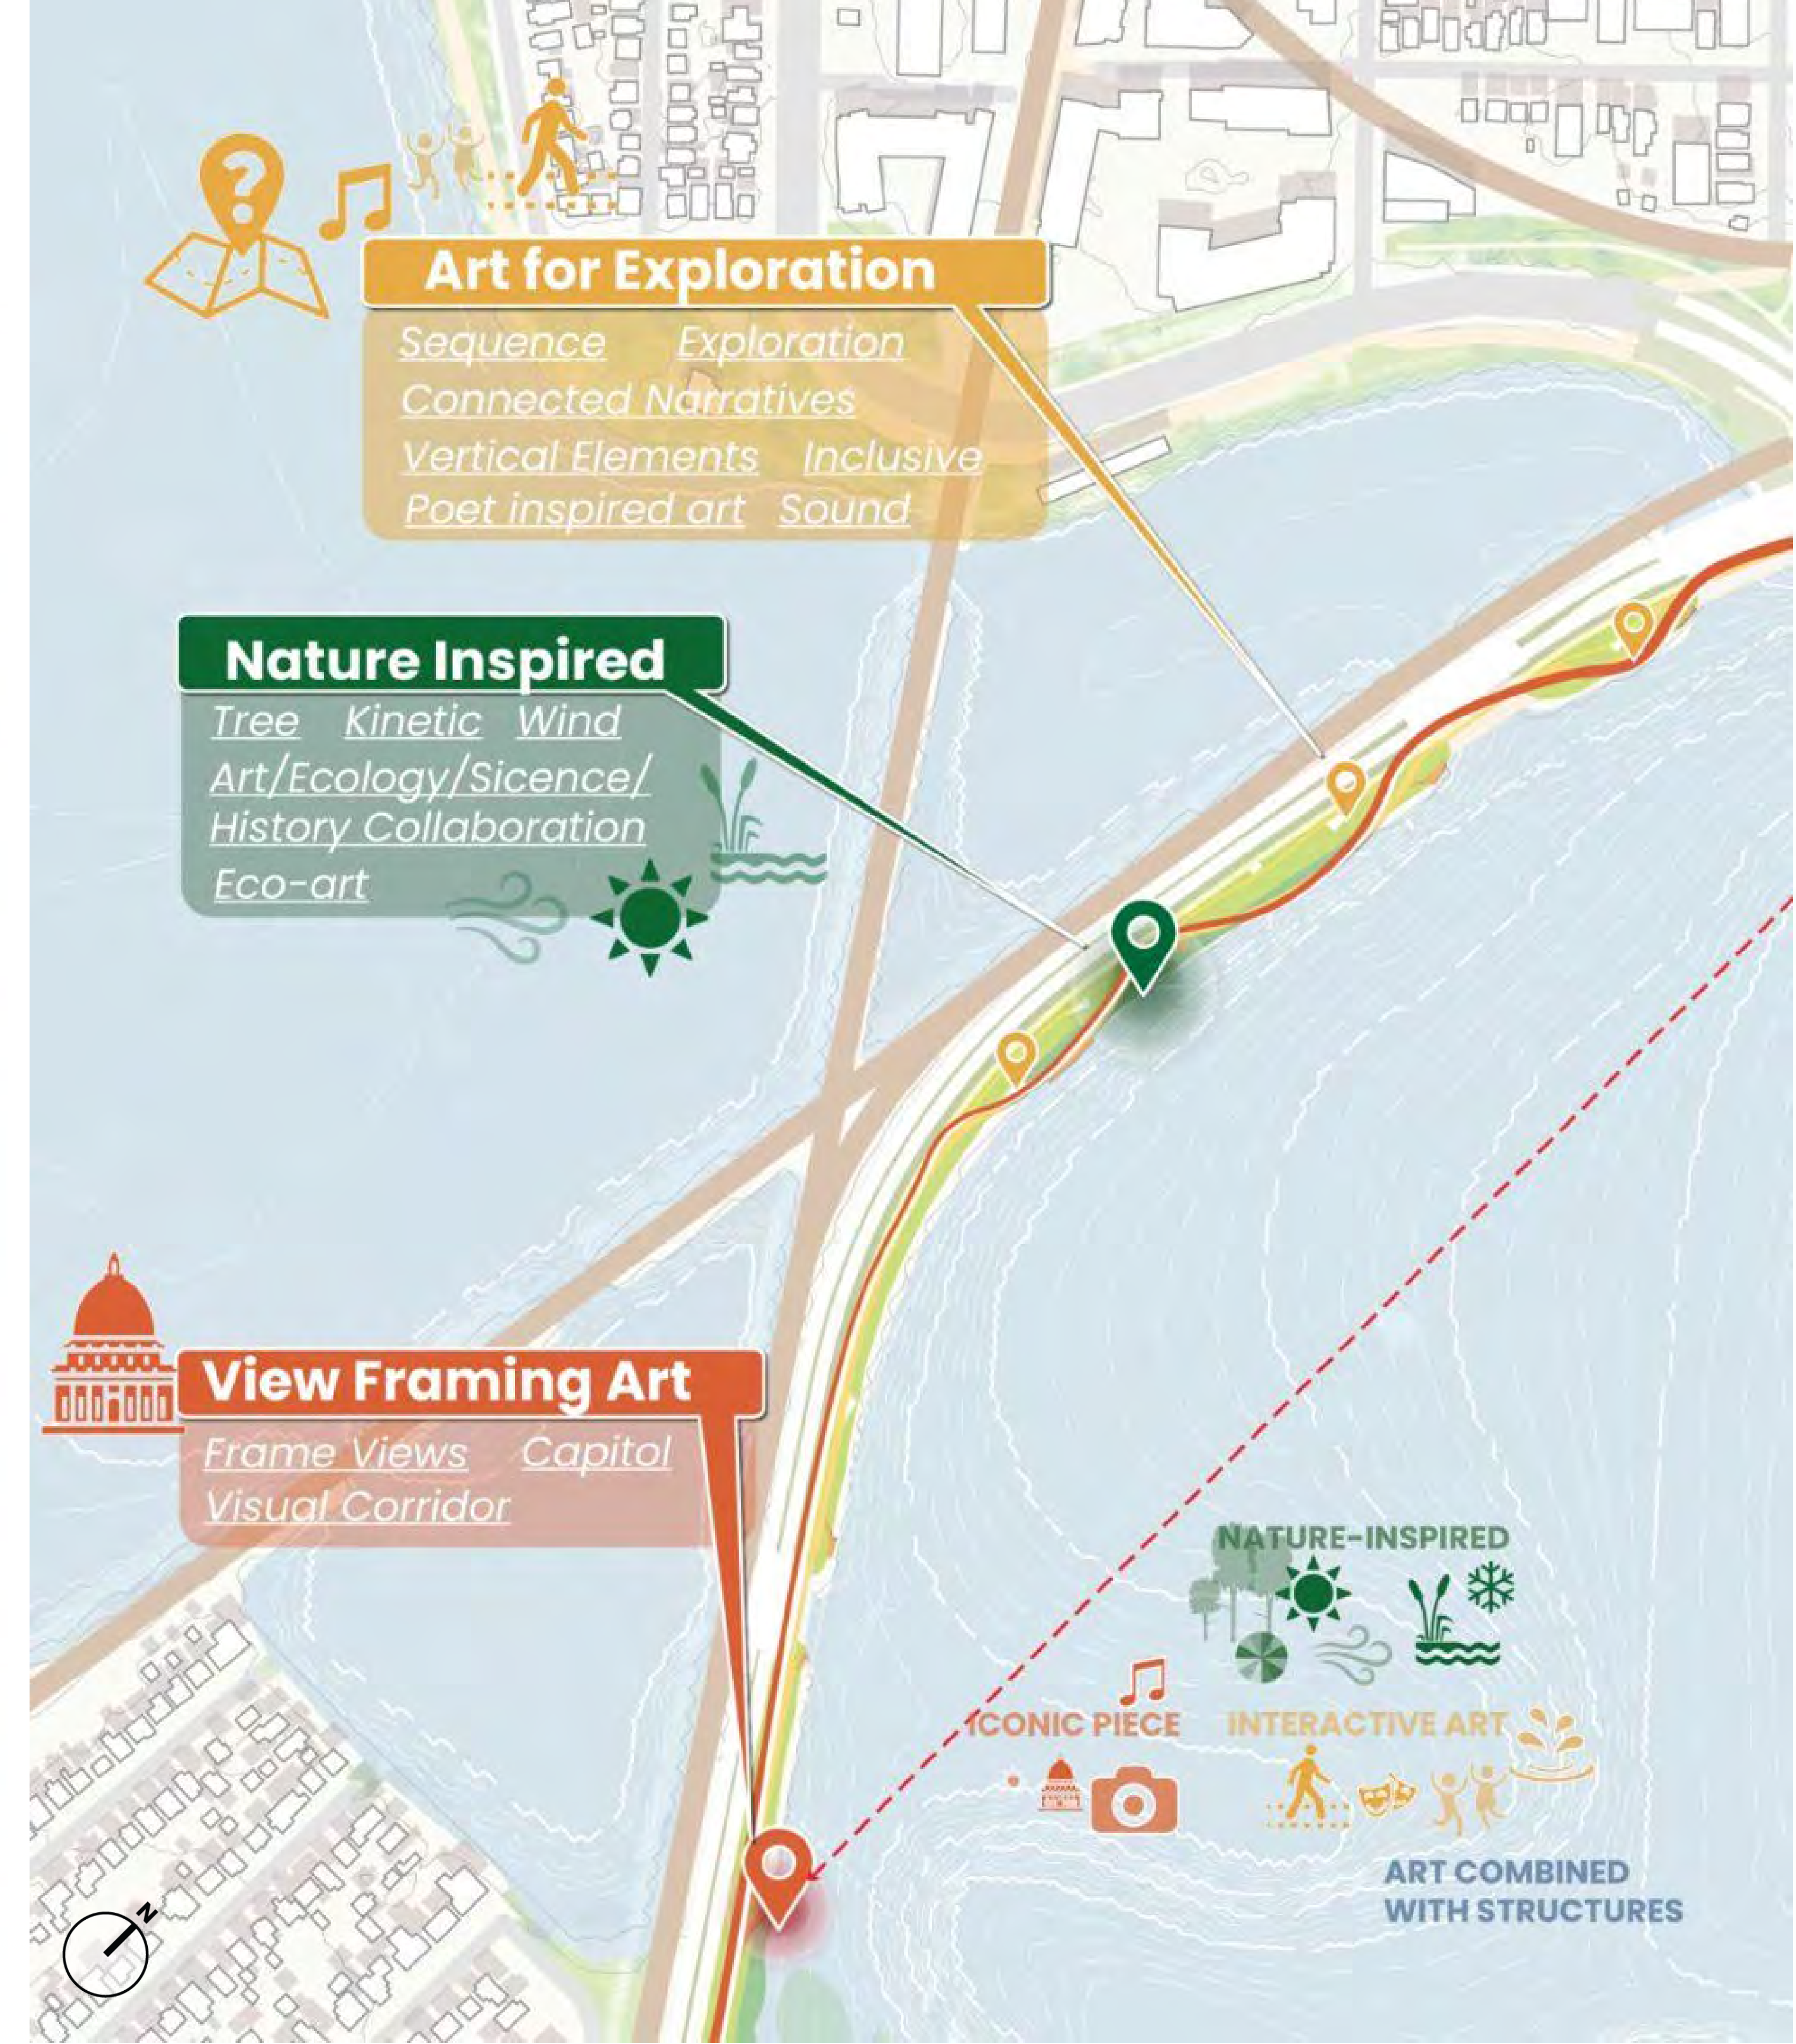 ?
Art for Exploration
Sequence Exploration
Connected Narratives
Vertical Elements Inclusive
Poet inspired art Sound
Nature Inspired
Tree Kinetic Wind
Art/Ecology/Sicence/
History Collaboration
Eco-art
View Framing Art
Frame Views Capitol
Visual Corridor
NATURE-INSPIRED
ICONIC PIECE INTERACTIVE ART
ART COMBINED
WITH STRUCTURES
N